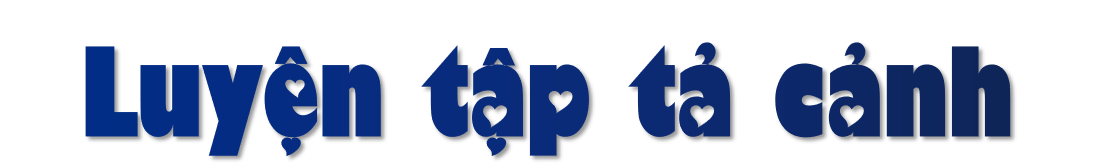 Luyện tập tả cảnh